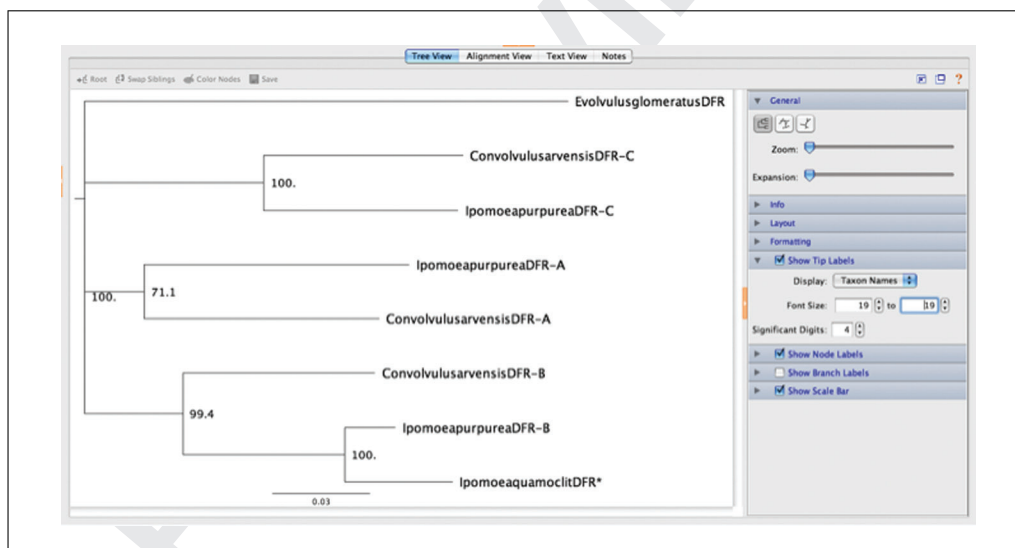 Tree View Alignment View Text View Notes
Root Swap Siblings Color Nodes Save ?
EvolvulusglomeratusDFR
ConvolvulusarvensisDFR-C
100.
IpomoeapurpureaDFR-C
IpomoeapurpureaDFR-A
100. 71.1
ConvolvulusarvensisDFR-A
ConvolvulusarvensisDFR-B
99.4
IpomoeapurpureaDFR-B
100.
IpomoeaquamoclitDFR*
0.03
General
Zoom:
Expansion:
Info
Layout
Formatting
Show Tip Labels
Display: Taxon Names
Font Size: 19 to 19
Significant Digits: 4
Show Node Labels
Show Branch Labels
Show Scale Bar